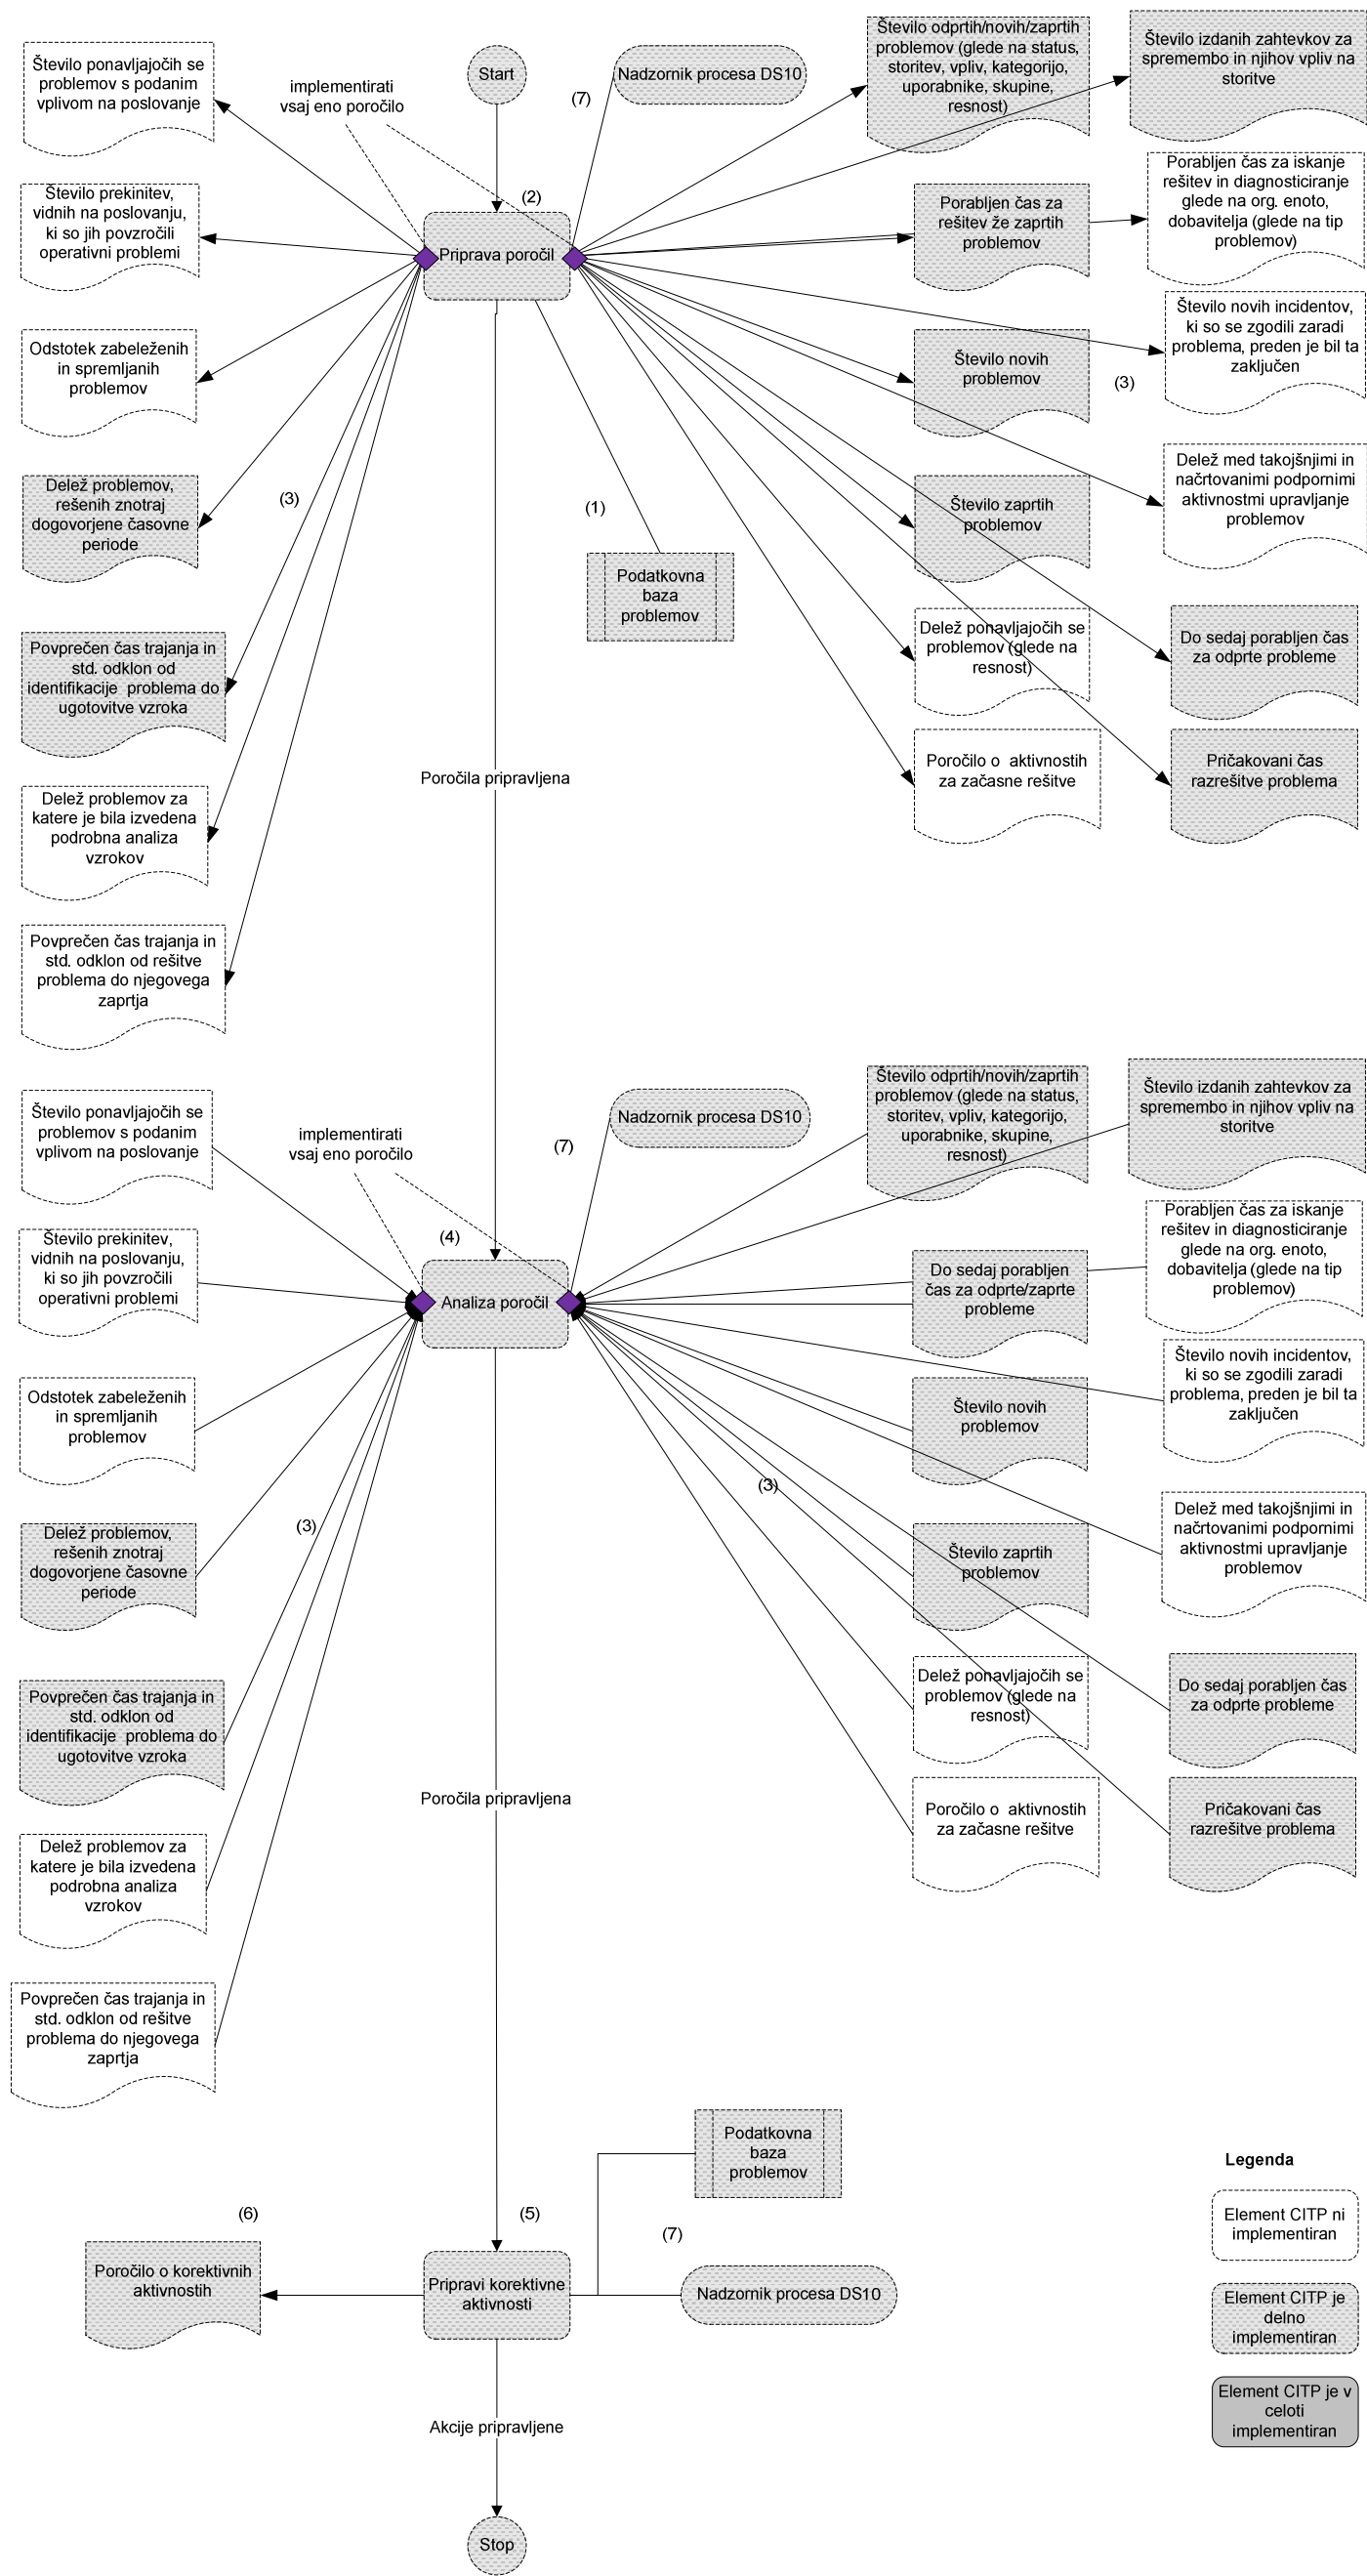 Število ponavljajočih se
problemov s podanim
vplivom na poslovanje
implementirati
vsaj eno poročilo
Start
(7)
Nadzornik procesa DS10
Število odprtih/novih/zaprtih
problemov (glede na status,
storitev, vpliv, kategorijo,
uporabnike, skupine,
resnost)
Število izdanih zahtevkov za
spremembo in njihov vpliv na
storitve
Število prekinitev,
vidnih na poslovanju,
ki so jih povzročili
operativni problemi
(2)
Priprava poročil
Porabljen čas za
rešitev že zaprtih
problemov
Porabljen čas za iskanje
rešitev in diagnosticiranje
glede na org. enoto,
dobavitelja (glede na tip
problemov)
Odstotek zabeleženih
in spremljanih
problemov
Število novih
problemov
(3)
Število novih incidentov,
ki so se zgodili zaradi
problema, preden je bil ta
zaključen
Delež problemov,
rešenih znotraj
dogovorjene časovne
periode
(3)
(1)
Število zaprtih
problemov
Delež med takojšnjimi in
načrtovanimi podpornimi
aktivnostmi upravljanje
problemov
Podatkovna
baza
problemov
Povprečen čas trajanja in
std. odklon od
identifikacije problema do
ugotovitve vzroka
Delež ponavljajočih se
problemov (glede na
resnost)
Do sedaj porabljen čas
za odprte probleme
Poročila pripravljena
Poročilo o aktivnostih
za začasne rešitve
Pričakovani čas
razrešitve problema
Delež problemov za
katere je bila izvedena
podrobna analiza
vzrokov
Povprečen čas trajanja in
std. odklon od rešitve
problema do njegovega
zaprtja
Število ponavljajočih se
problemov s podanim
vplivom na poslovanje
implementirati
vsaj eno poročilo
(7)
Nadzornik procesa DS10
Število odprtih/novih/zaprtih
problemov (glede na status,
storitev, vpliv, kategorijo,
uporabnike, skupine,
resnost)
Število izdanih zahtevkov za
spremembo in njihov vpliv na
storitve
Število prekinitev,
vidnih na poslovanju,
ki so jih povzročili
operativni problemi
(4)
Analiza poročil
Do sedaj porabljen
čas za odprte/zaprte
probleme
Porabljen čas za iskanje
rešitev in diagnosticiranje
glede na org. enoto,
dobavitelja (glede na tip
problemov)
Odstotek zabeleženih
in spremljanih
problemov
Število novih
problemov
Število novih incidentov,
ki so se zgodili zaradi
problema, preden je bil ta
zaključen
(3)
(3)
Delež problemov,
rešenih znotraj
dogovorjene časovne
periode
Število zaprtih
problemov
Delež med takojšnjimi in
načrtovanimi podpornimi
aktivnostmi upravljanje
problemov
Povprečen čas trajanja in
std. odklon od
identifikacije problema do
ugotovitve vzroka
Delež ponavljajočih se
problemov (glede na
resnost)
Do sedaj porabljen čas
za odprte probleme
Poročila pripravljena
Poročilo o aktivnostih
za začasne rešitve
Pričakovani čas
razrešitve problema
Delež problemov za
katere je bila izvedena
podrobna analiza
vzrokov
Povprečen čas trajanja in
std. odklon od rešitve
problema do njegovega
zaprtja
Podatkovna
baza
problemov
(6)
(5)
(7)
Poročilo o korektivnih
aktivnostih
Pripravi korektivne
aktivnosti
Nadzornik procesa DS10
Akcije pripravljene
Stop
Legenda
Element CITP ni
implementiran
Element CITP je
delno
implementiran
Element CITP je v
celoti
implementiran